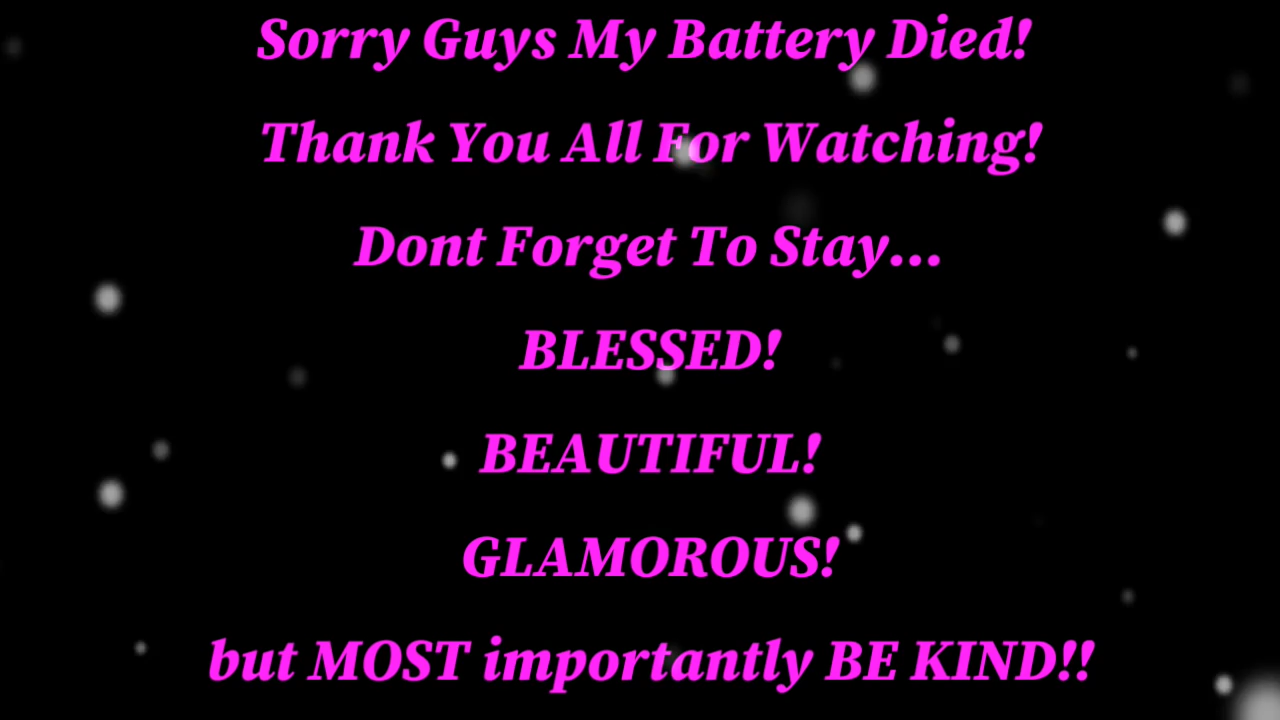 Sorry Guys My Battery Died!
Thank You All For Watching!
Dont Forget To Stay...
BLESSED!
BEAUTIFUL!
GLAMOROUS!
but MOST importantly BE KIND!!